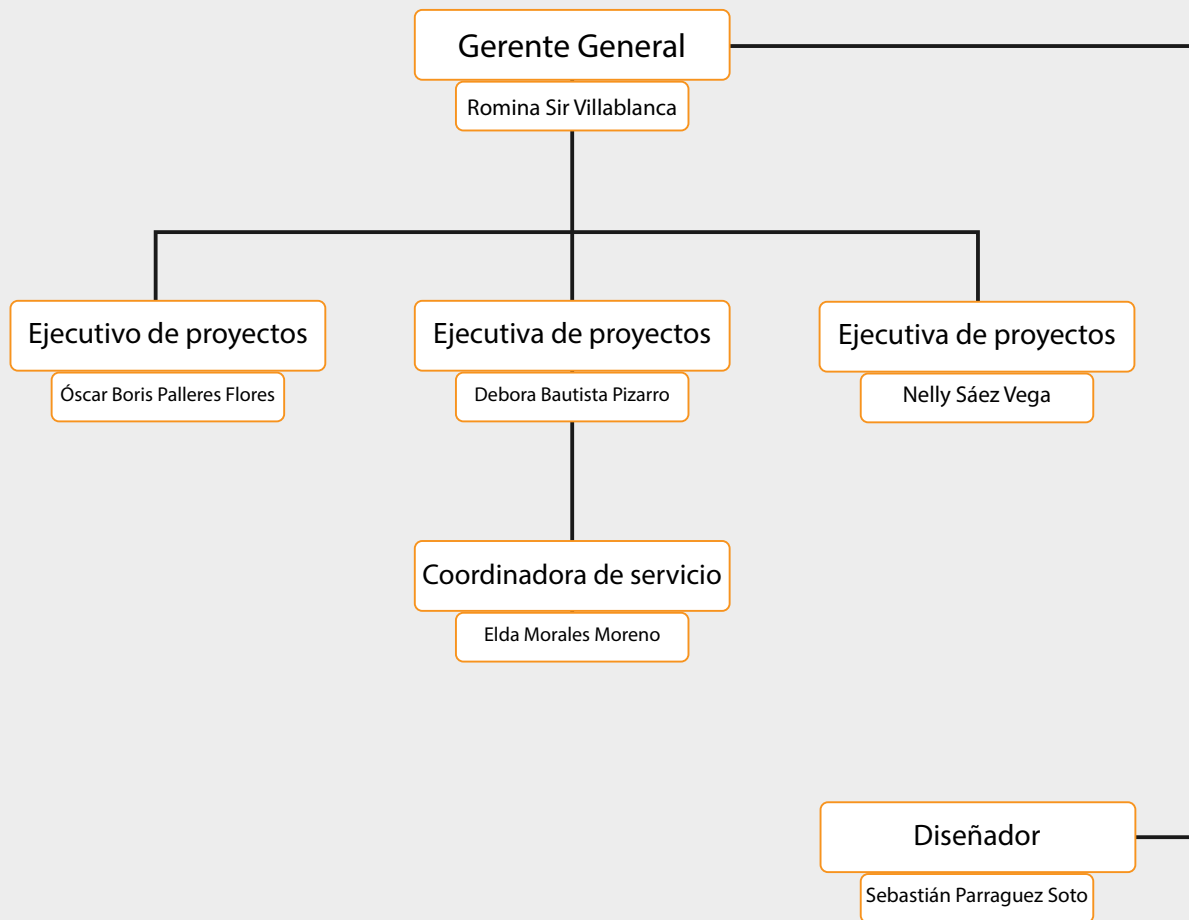 Gerente General
Romina Sir Villablanca
Ejecutivo de proyectos
Óscar Boris Palleres Flores
Ejecutiva de proyectos
Debora Bautista Pizarro
Ejecutiva de proyectos
Nelly Sáez Vega
Coordinadora de servicio
Elda Morales Moreno
Diseñador
Sebastián Parraguez Soto